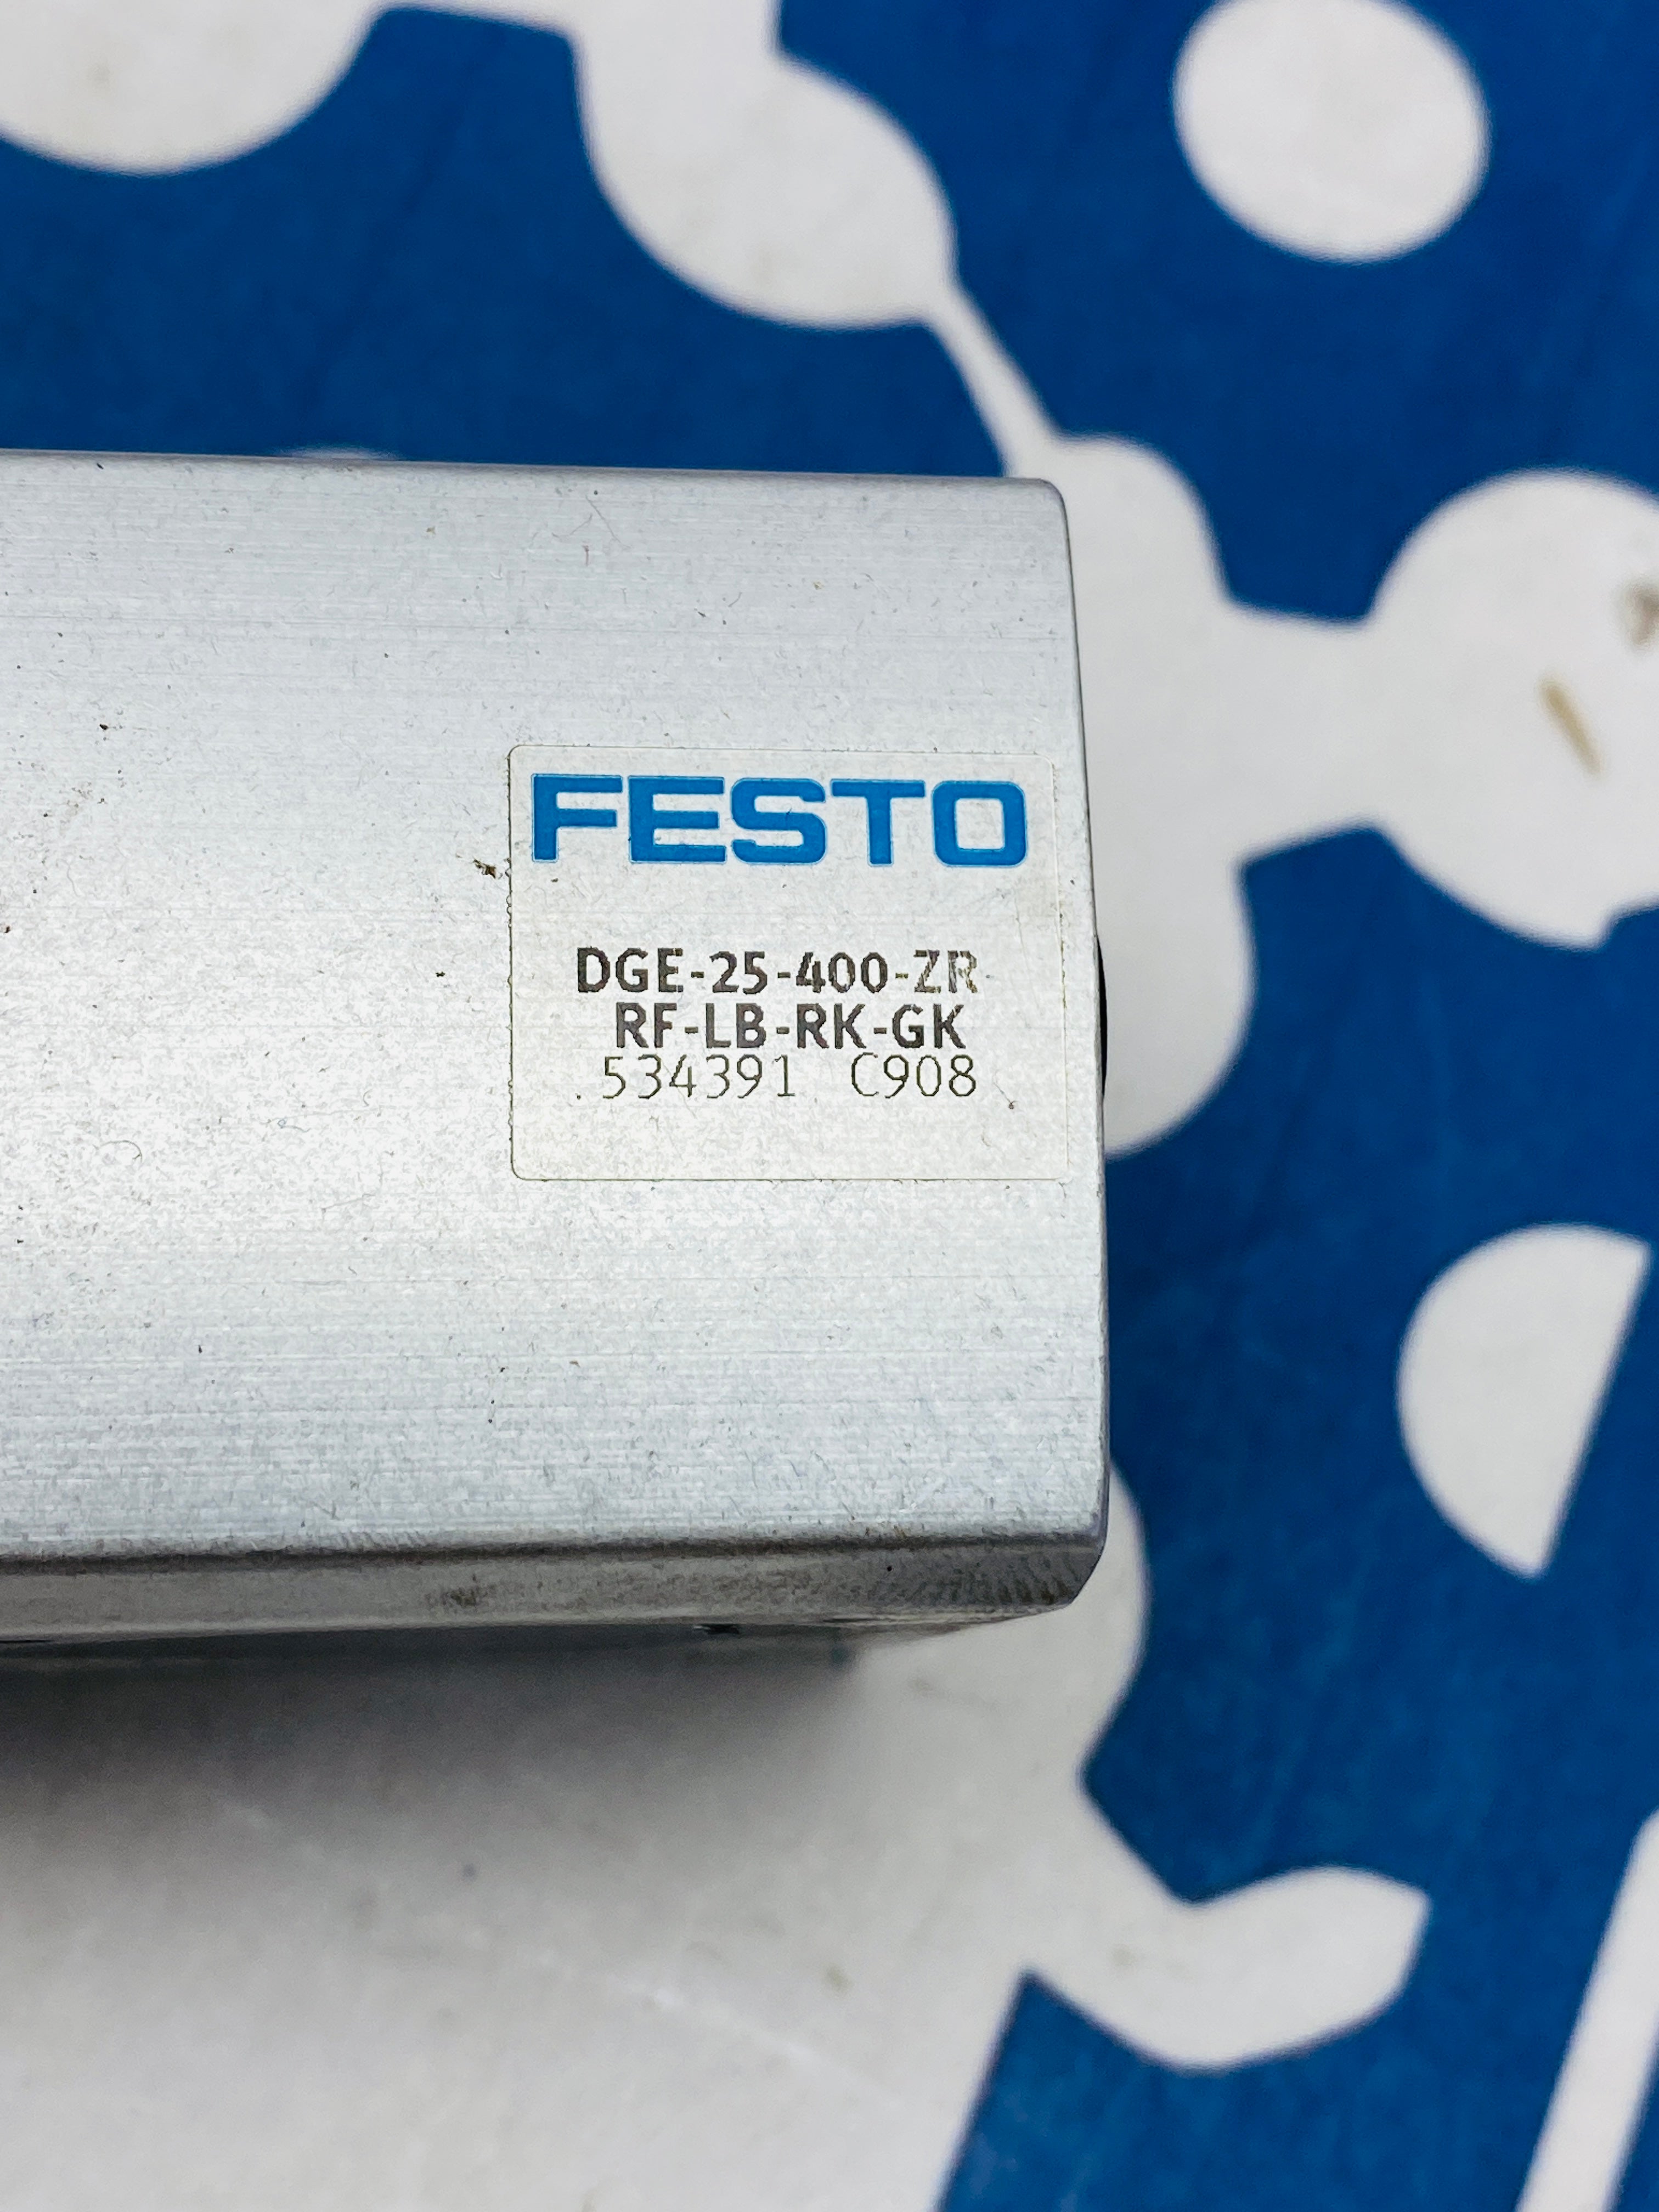 FESTO
DGE-25-400-ZR
RF-LB-RK-GK
534391 C908